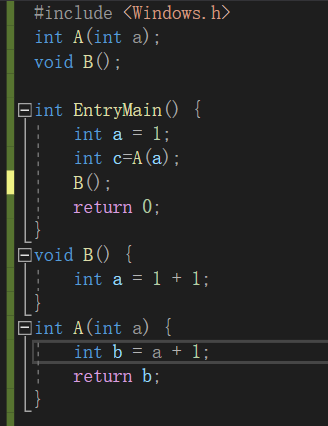 #include <Windows.h>
int A(int a);
void B();
int EntryMain() {
int a = 1;
int c=A(a);
B();
return 0;
}
void B() {
int a = 1 + 1;
}
int A(int a) {
int b = a + 1;
return b;
}